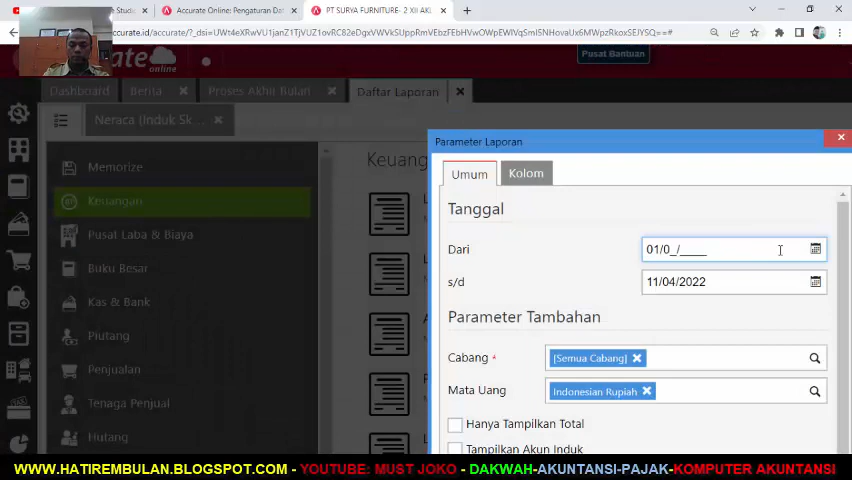 Accurate Online: Pengaturan Dat
PT SURYA FURNITURE- 2 XII AK
Pusat Bantuan
online
Dashboard
Berita
Proses Akhir Bulan
Daftar Laporan
Neraca (Induk Sk...
Memorize
Keuangan
Pusat Laba & Biaya
Buku Besar
Kas & Bank
Piutang
Penjualan
Tenaga Penjual
Hutang
Keuang
Parameter Laporan
Umum
Kolom
Tanggal
Dari
01/0_/____
s/d
11/04/2022
Parameter Tambahan
Cabang *
[Semua Cabang]
Mata Uang
Indonesian Rupiah
Hanya Tampilkan Total
Tampilkan Akun Induk
WWW.HATIREMBULAN.BLOGSPOT.COM - YOUTUBE: MUST JOKO - DAKWAH-AKUNTANSI-PAJAK-KOMPUTER AKUNTANSI